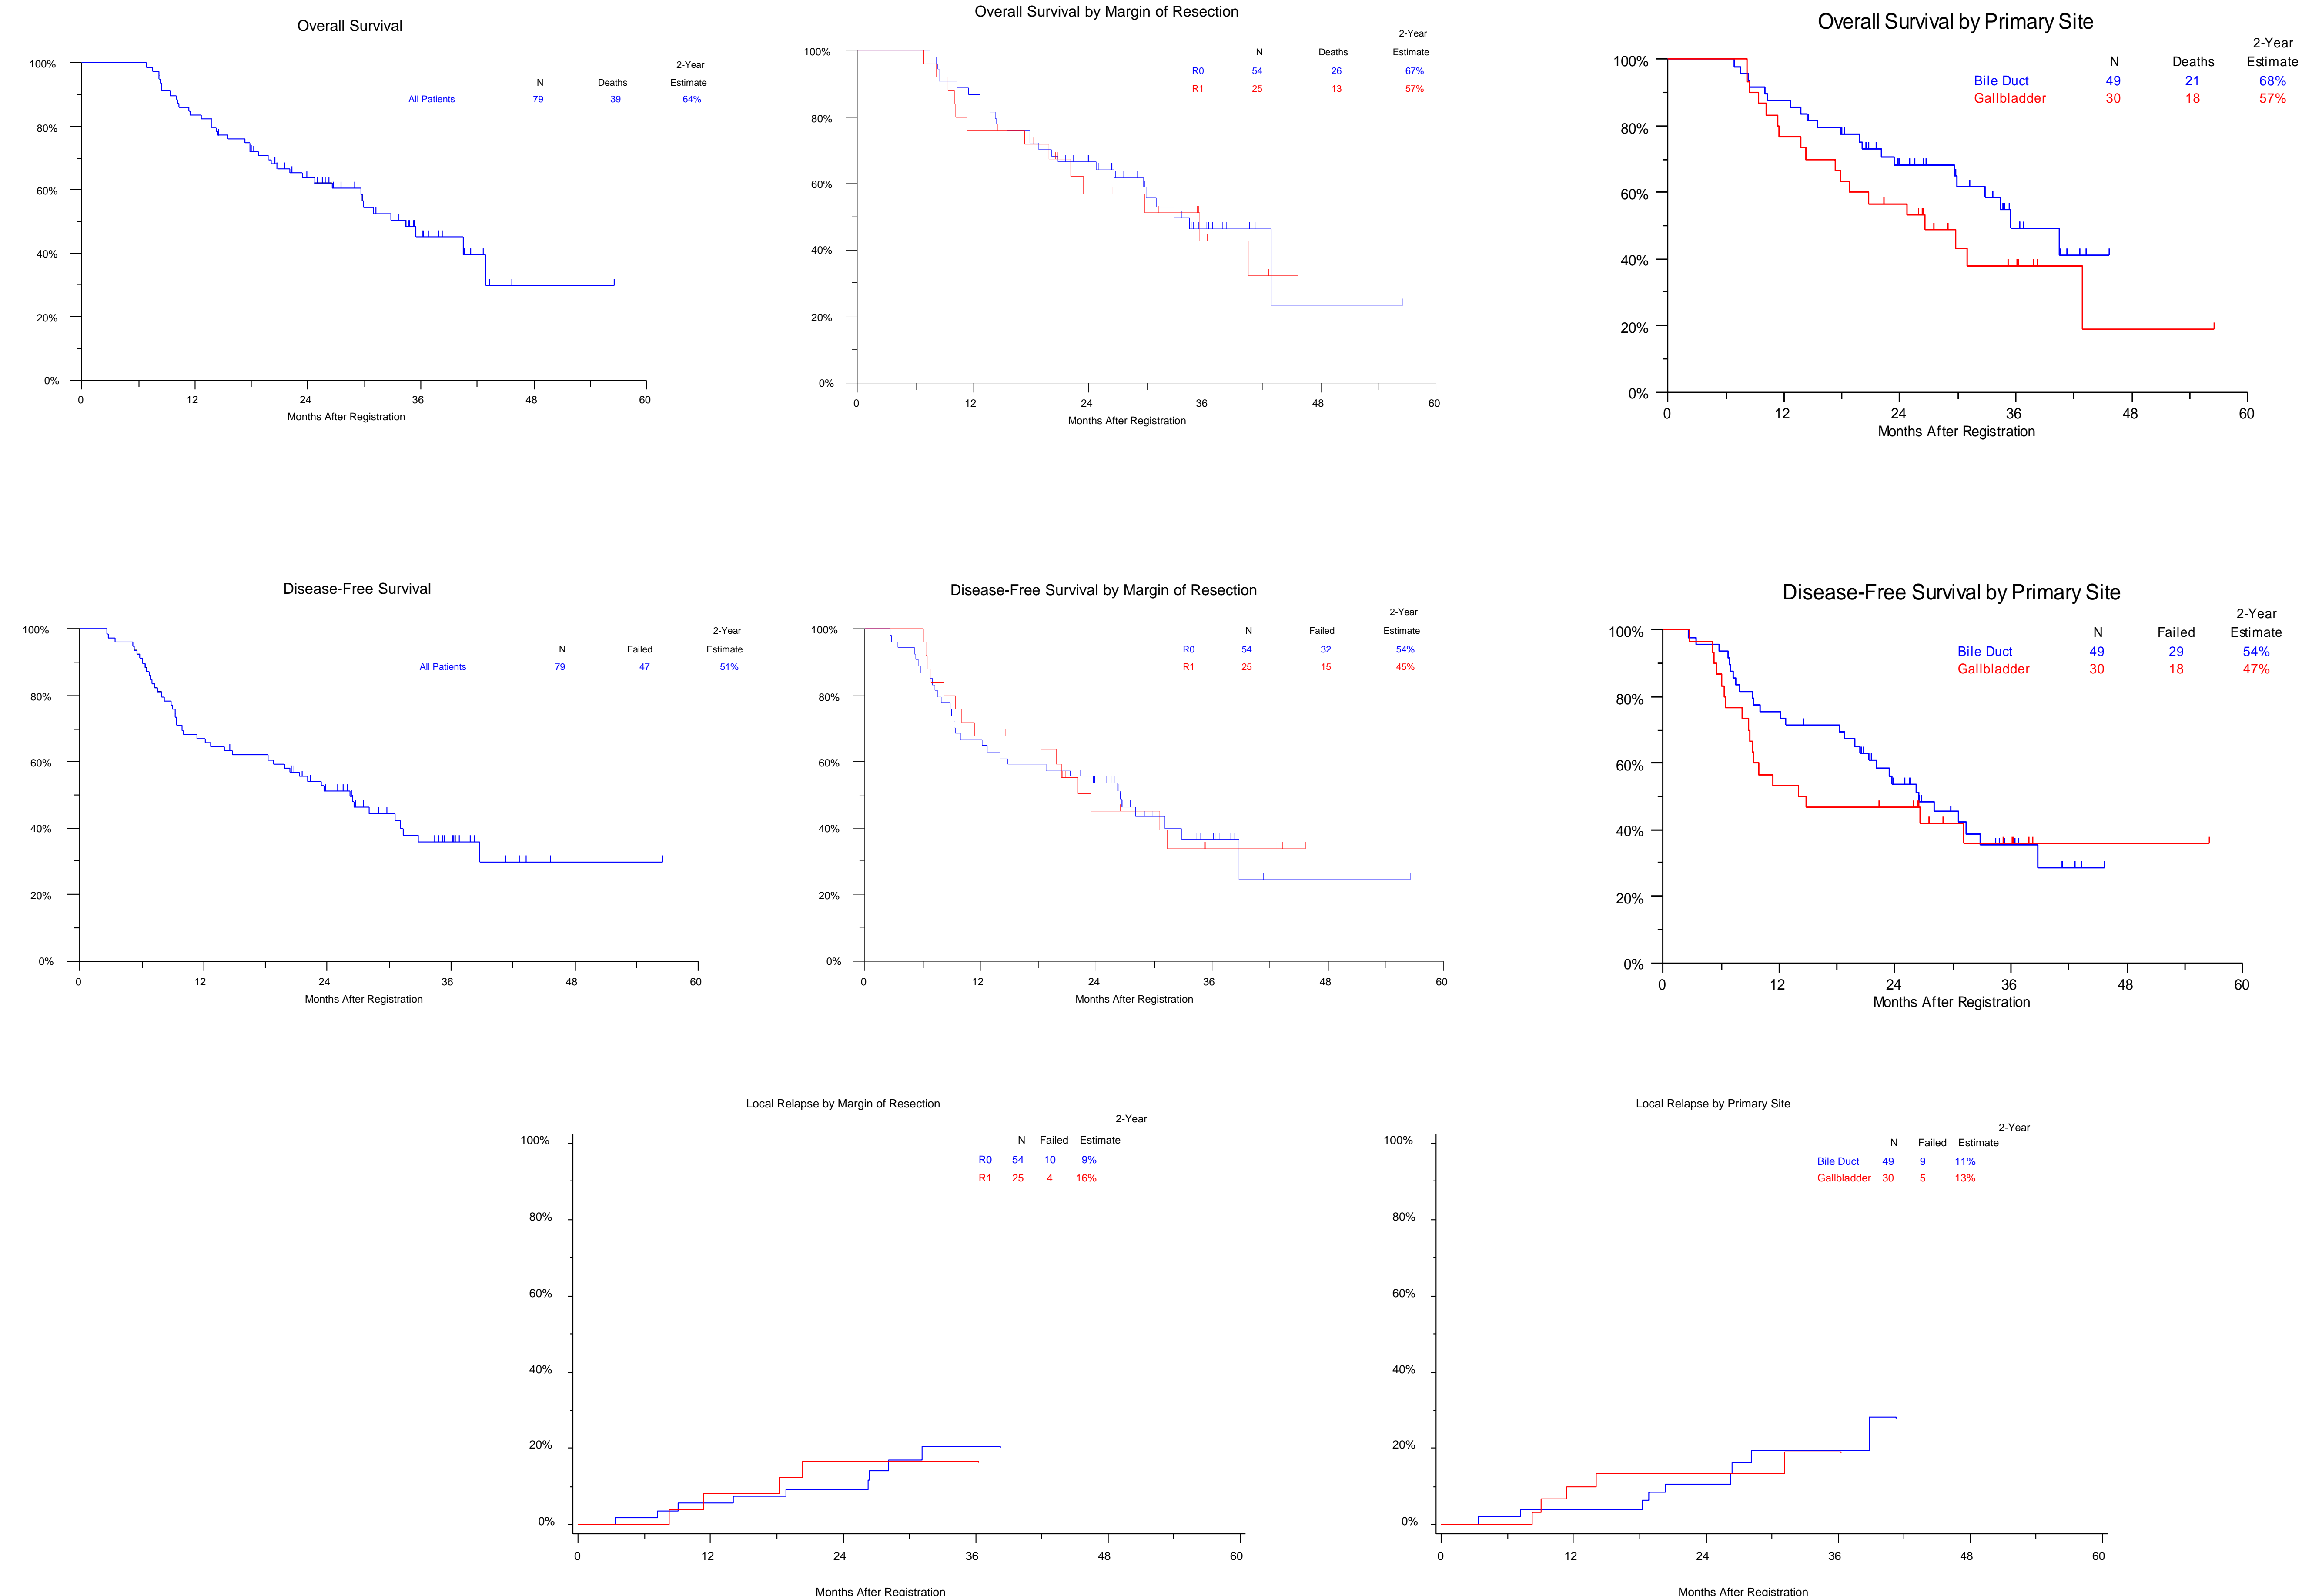 Overall Survival
2-Year
N Deaths Estimate
All Patients 79 39 64%
100%
80%
60%
40%
20%
0%
0 12 24 36 48 60
Months After Registration
Overall Survival by Margin of Resection
2-Year
N Deaths Estimate
R0 54 26 67%
R1 25 13 57%
100%
80%
60%
40%
20%
0%
0 12 24 36 48 60
Months After Registration
Overall Survival by Primary Site
2-Year
N Deaths Estimate
Bile Duct 49 21 68%
Gallbladder 30 18 57%
100%
80%
60%
40%
20%
0%
0 12 24 36 48 60
Months After Registration
Disease-Free Survival
2-Year
N Failed Estimate
All Patients 79 47 51%
100%
80%
60%
40%
20%
0%
0 12 24 36 48 60
Months After Registration
Disease-Free Survival by Margin of Resection
2-Year
N Failed Estimate
R0 54 32 54%
R1 25 15 45%
100%
80%
60%
40%
20%
0%
0 12 24 36 48 60
Months After Registration
Disease-Free Survival by Primary Site
2-Year
N Failed Estimate
Bile Duct 49 29 54%
Gallbladder 30 18 47%
100%
80%
60%
40%
20%
0%
0 12 24 36 48 60
Months After Registration
Local Relapse by Margin of Resection
2-Year
N Failed Estimate
R0 54 10 9%
R1 25 4 16%
100%
80%
60%
40%
20%
0%
0 12 24 36 48 60
Months After Registration
Local Relapse by Primary Site
2-Year
N Failed Estimate
Bile Duct 49 9 11%
Gallbladder 30 5 13%
100%
80%
60%
40%
20%
0%
0 12 24 36 48 60
Months After Registration